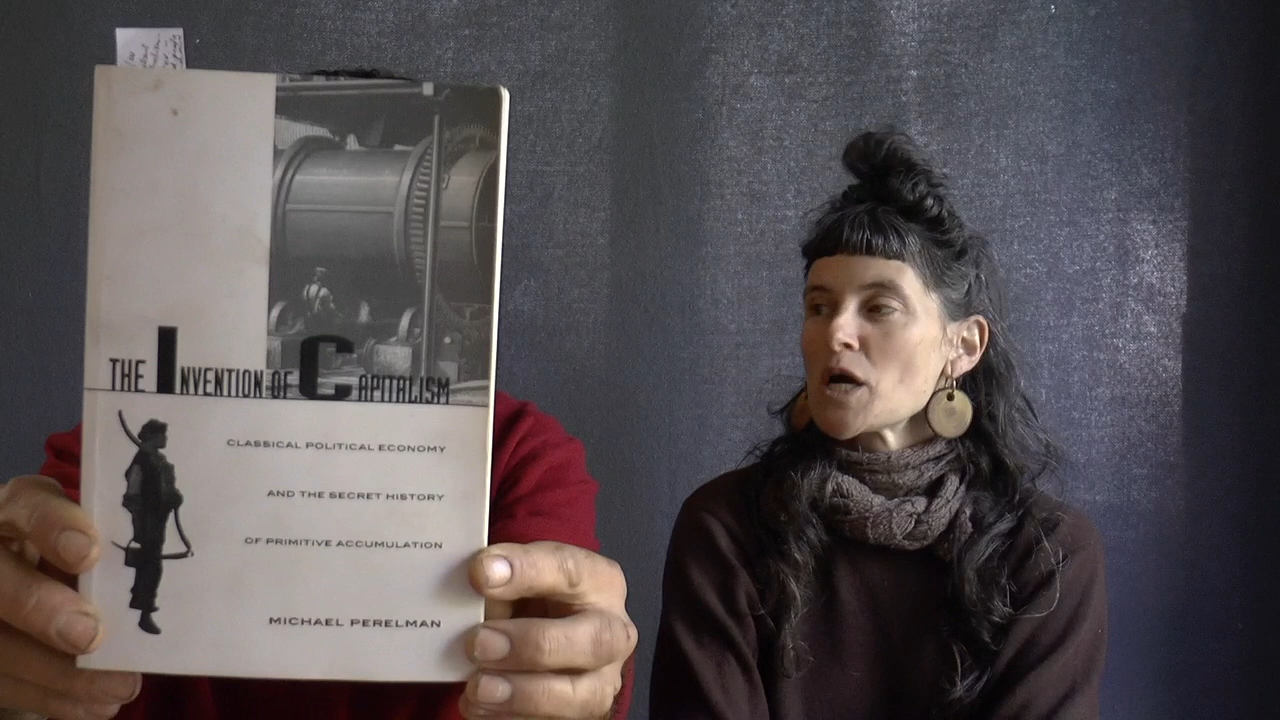 THE INVENTION OF CAPITALISM
CLASSICAL POLITICAL ECONOMY
AND THE SECRET HISTORY
OF PRIMITIVE ACCUMULATION
MICHAEL PERELMAN